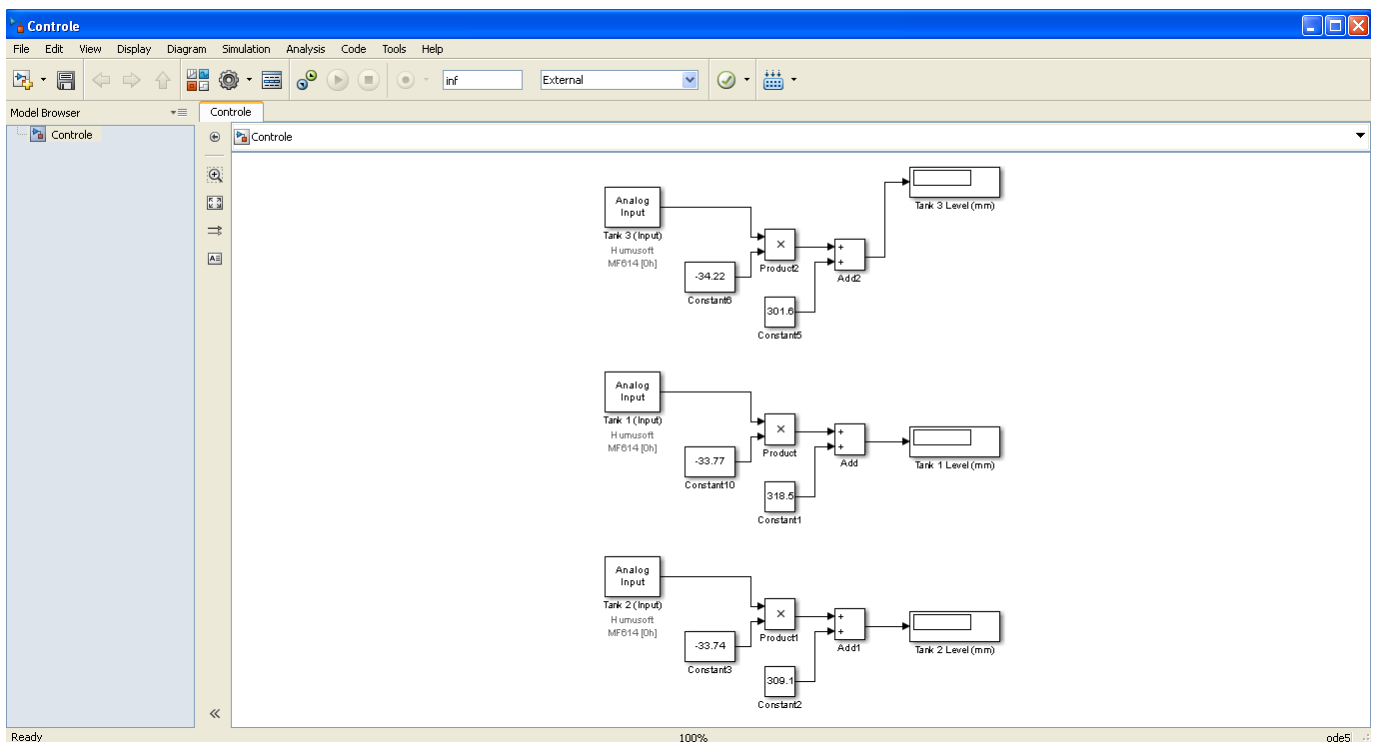 Controle
File Edit View Display Diagram Simulation Analysis Code Tools Help
inf External
Model Browser
Controle
Controle
Controle
Analog
Input
Tank 3 (Input)
Humusoft
MF614 [0h]
-34.22
Constant6
×
Product2
301.6
Constant5
+
+
Add2
Tank 3 Level (mm)
Analog
Input
Tank 1 (Input)
Humusoft
MF614 [0h]
-33.77
Constant10
×
Product
318.5
Constant1
+
+
Add
Tank 1 Level (mm)
Analog
Input
Tank 2 (Input)
Humusoft
MF614 [0h]
-33.74
Constant3
×
Product1
309.1
Constant2
+
+
Add1
Tank 2 Level (mm)
Ready 100% ode5